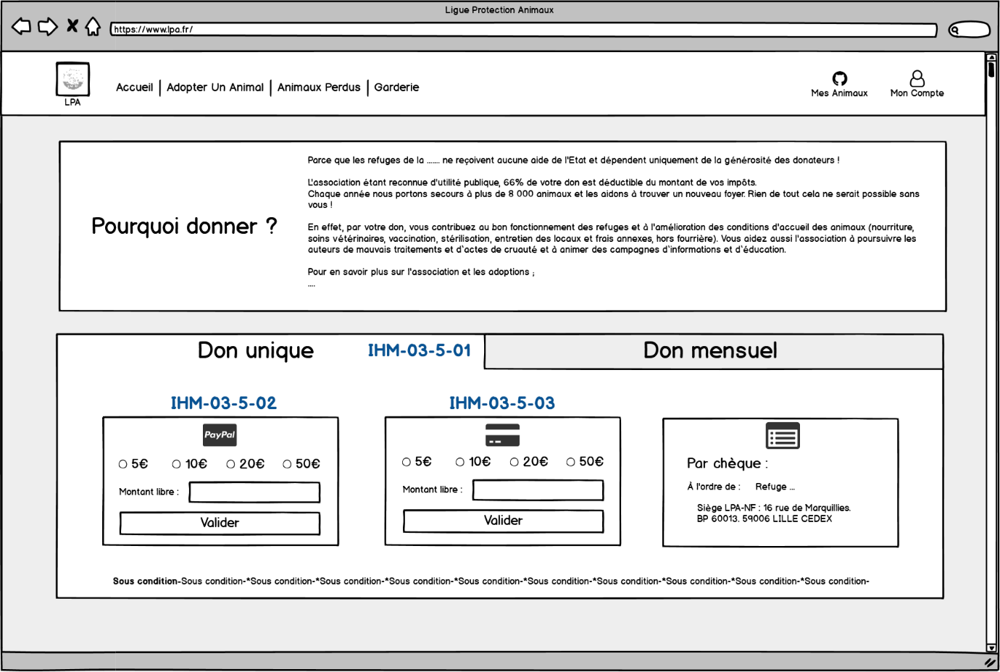 Ligue Protection Animaux
https://www.lpa.fr/
LPA
Accueil | Adopter Un Animal | Animaux Perdus | Garderie
Mes Animaux
Mon Compte
Pourquoi donner ?
Parce que les refuges de la ....... ne reçoivent aucune aide de l'Etat et dépendent uniquement de la générosité des donateurs !
L'association étant reconnue d'utilité publique, 66% de votre don est déductible du montant de vos impôts.
Chaque année nous portons secours à plus de 8 000 animaux et les aidons à trouver un nouveau foyer. Rien de tout cela ne serait possible sans
vous !
En effet, par votre don, vous contribuez au bon fonctionnement des refuges et à l'amélioration des conditions d'accueil des animaux (nourriture,
soins vétérinaires, vaccination, stérilisation, entretien des locaux et frais annexes, hors fourrière). Vous aidez aussi l'association à poursuivre les
auteurs de mauvais traitements et d'actes de cruauté et à animer des campagnes d'informations et d'éducation.
Pour en savoir plus sur l'association et les adoptions ;
....
Don unique
IHM-03-5-01
Don mensuel
IHM-03-5-02
PayPal
5€ 10€ 20€ 50€
Montant libre :
Valider
IHM-03-5-03
5€ 10€ 20€ 50€
Montant libre :
Valider
Par chèque :
À l'ordre de : Refuge ...
Siège LPA-NF : 16 rue de Marquillies.
BP 60013. 59006 LILLE CEDEX
Sous condition-Sous condition-*Sous condition-*Sous condition-*Sous condition-*Sous condition-*Sous condition-*Sous condition-*Sous condition-*Sous condition-*Sous condition-